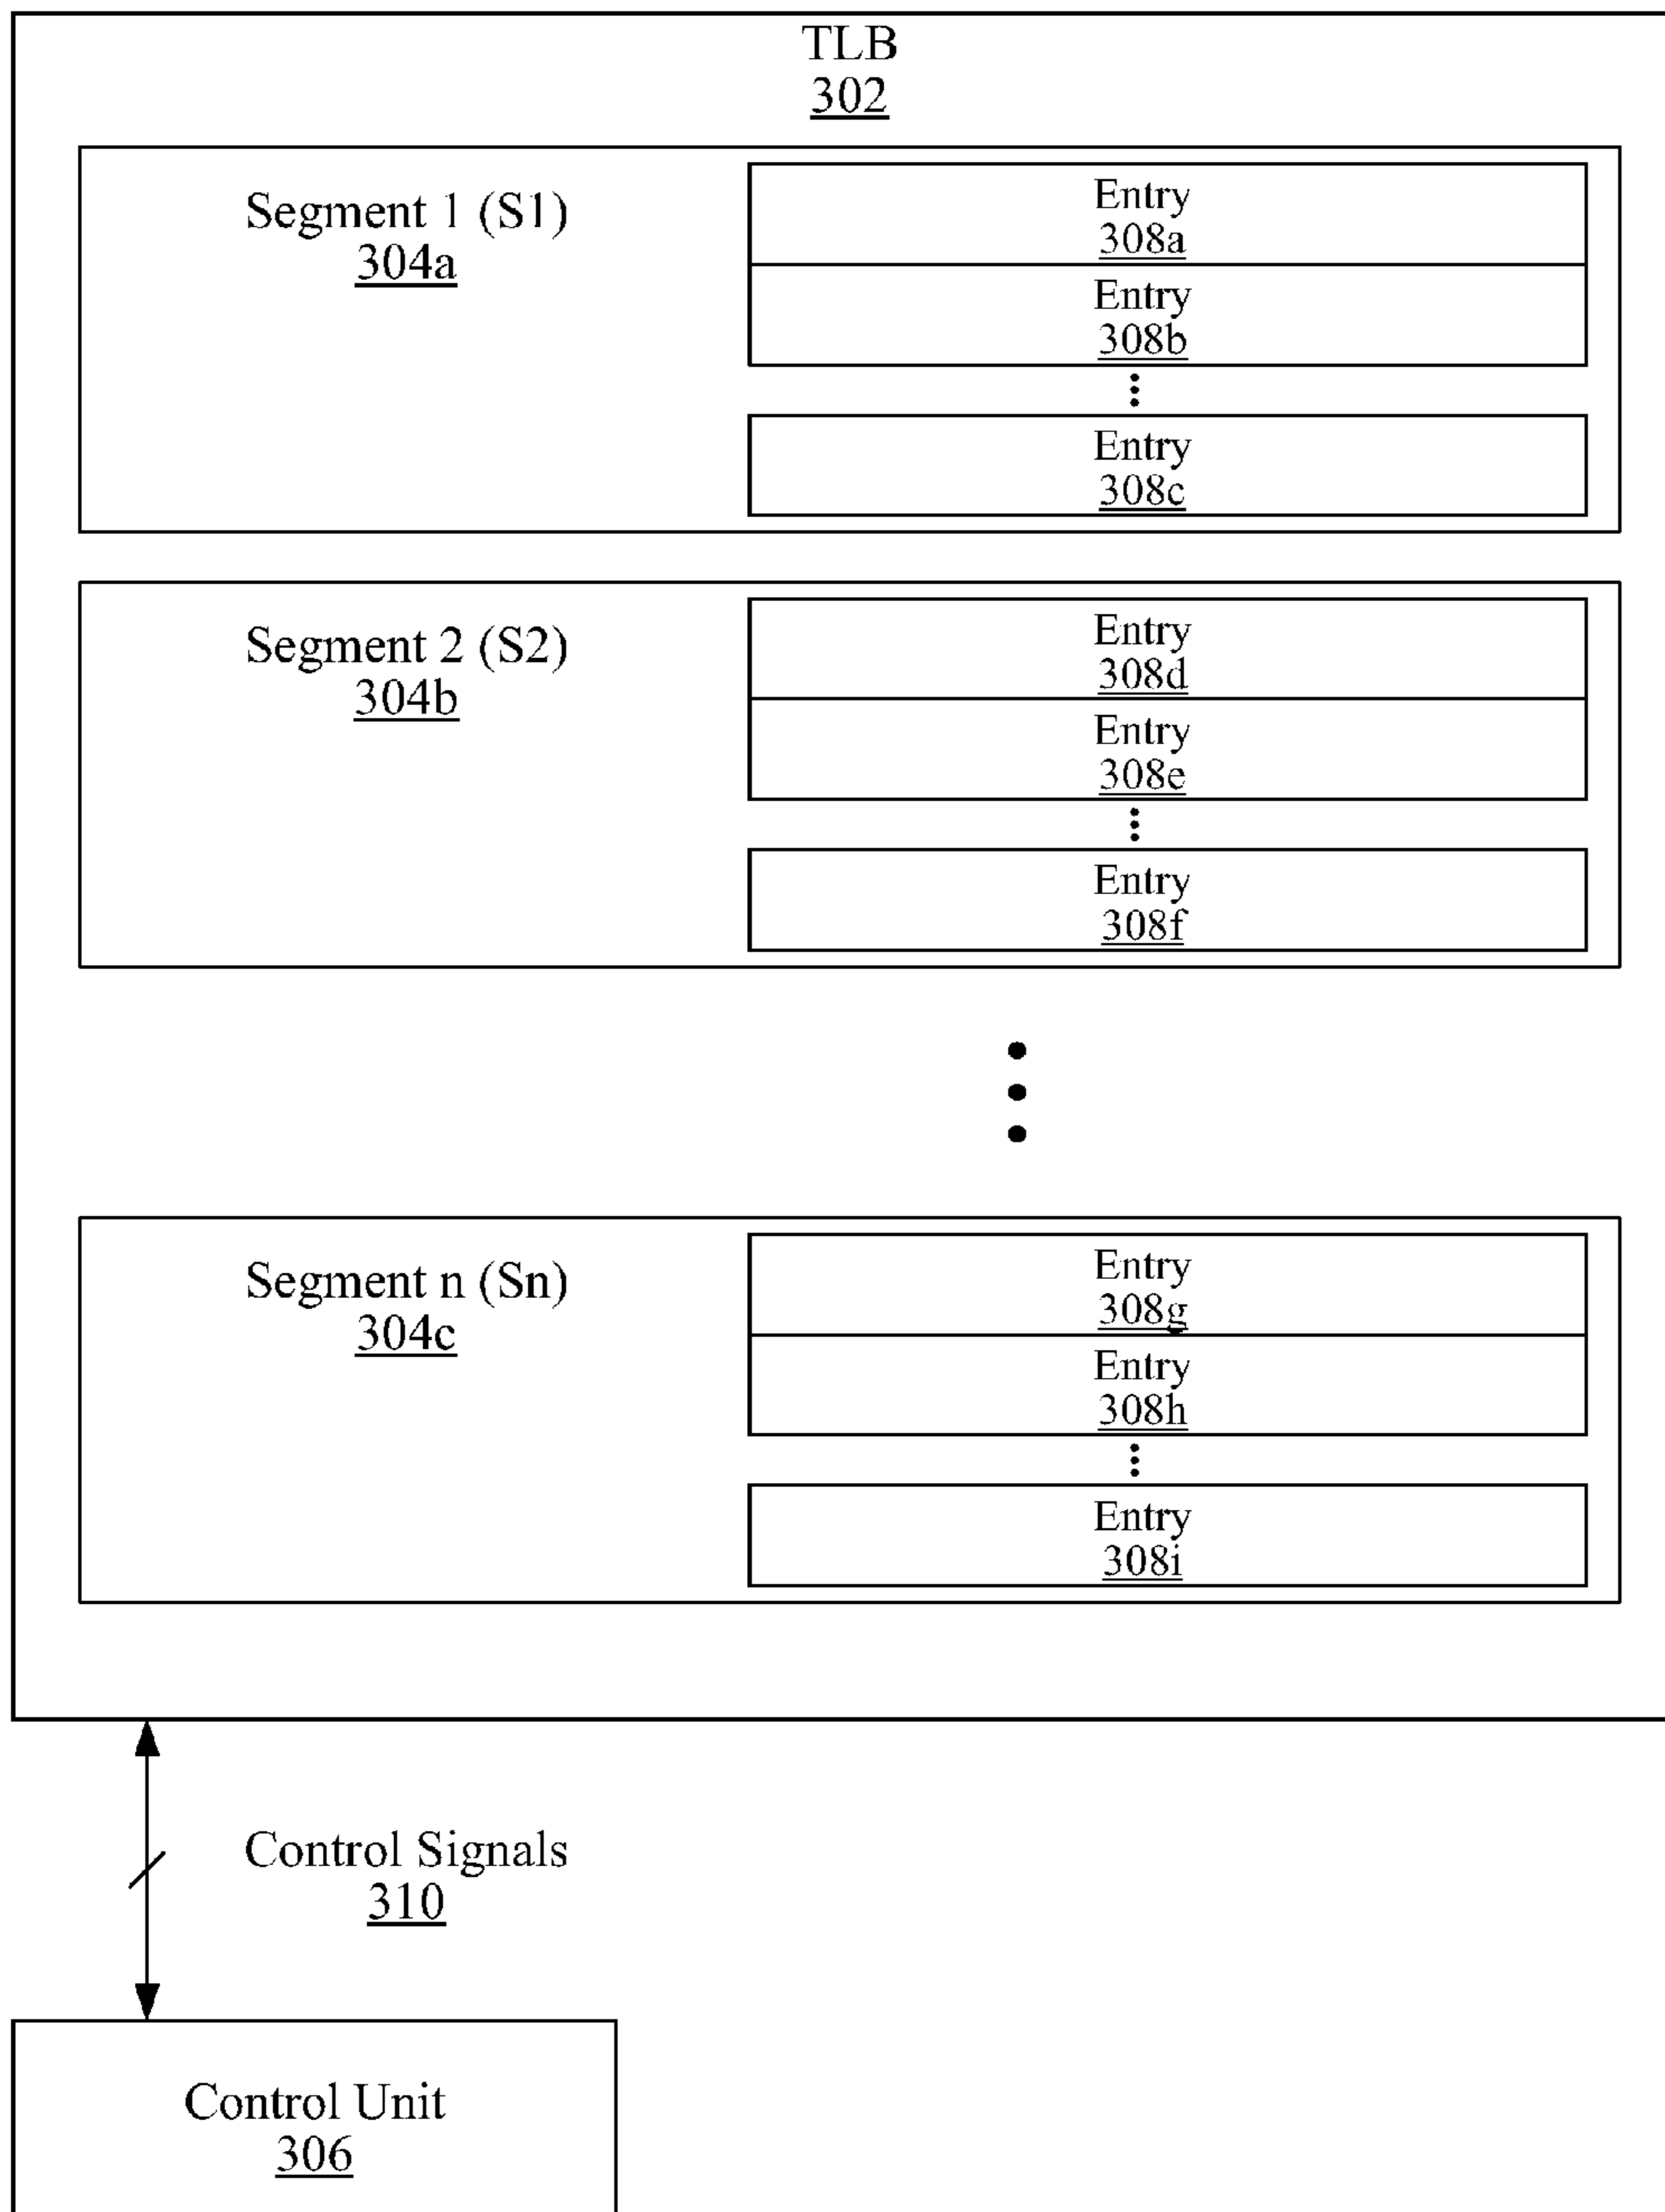 TLB
302
Segment 1 (S1)
304a
Entry
308a
Entry
308b
Entry
308c
Segment 2 (S2)
304b
Entry
308d
Entry
308e
Entry
308f
Segment n (Sn)
304c
Entry
308g
Entry
308h
Entry
308i
Control Signals
310
Control Unit
306